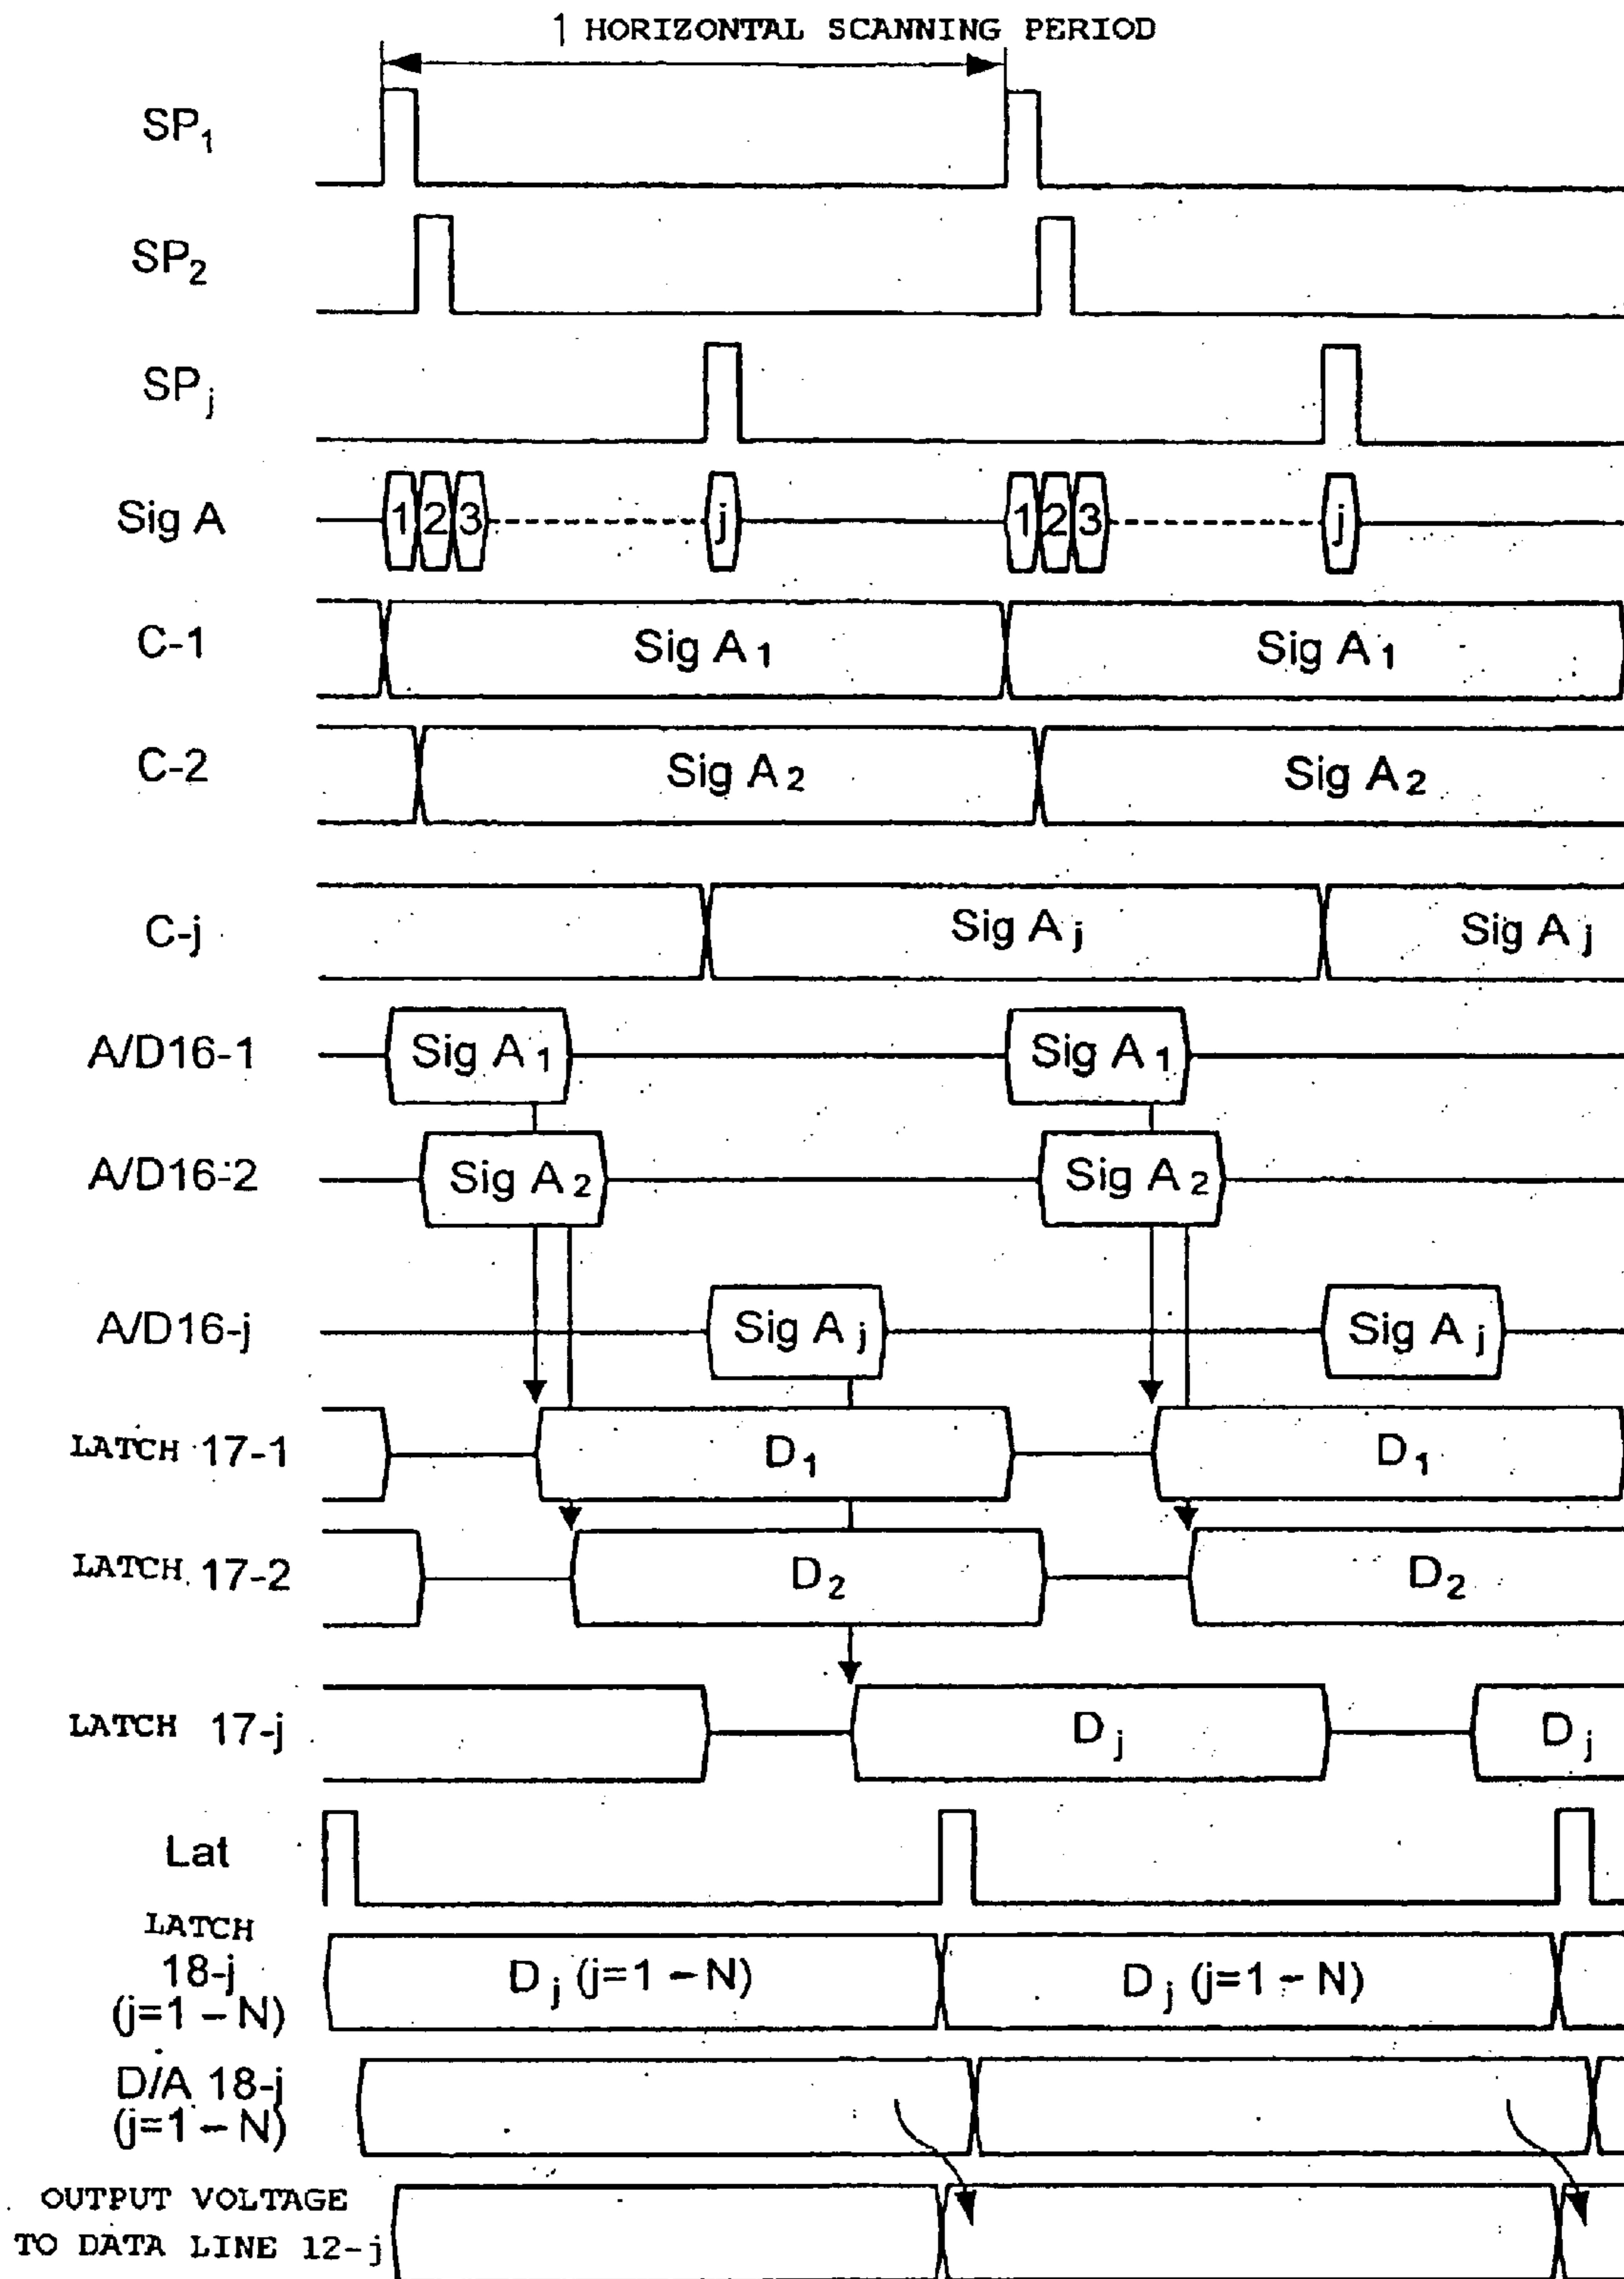 1 HORIZONTAL SCANNING PERIOD
SP1
SP2
SPj
Sig A 1 2 3 j 1 2 3 j
C-1 Sig A1 Sig A1
C-2 Sig A2 Sig A2
C-j Sig Aj Sig Aj
A/D16-1 Sig A1 Sig A1
A/D16-2 Sig A2 Sig A2
A/D16-j Sig Aj Sig Aj
LATCH 17-1 D1 D1
LATCH 17-2 D2 D2
LATCH 17-j Dj Dj
Lat
LATCH
18-j Dj (j=1 – N) Dj (j=1 – N)
(j=1 – N)
D/A 18-j
(j=1 – N)
OUTPUT VOLTAGE
TO DATA LINE 12-j